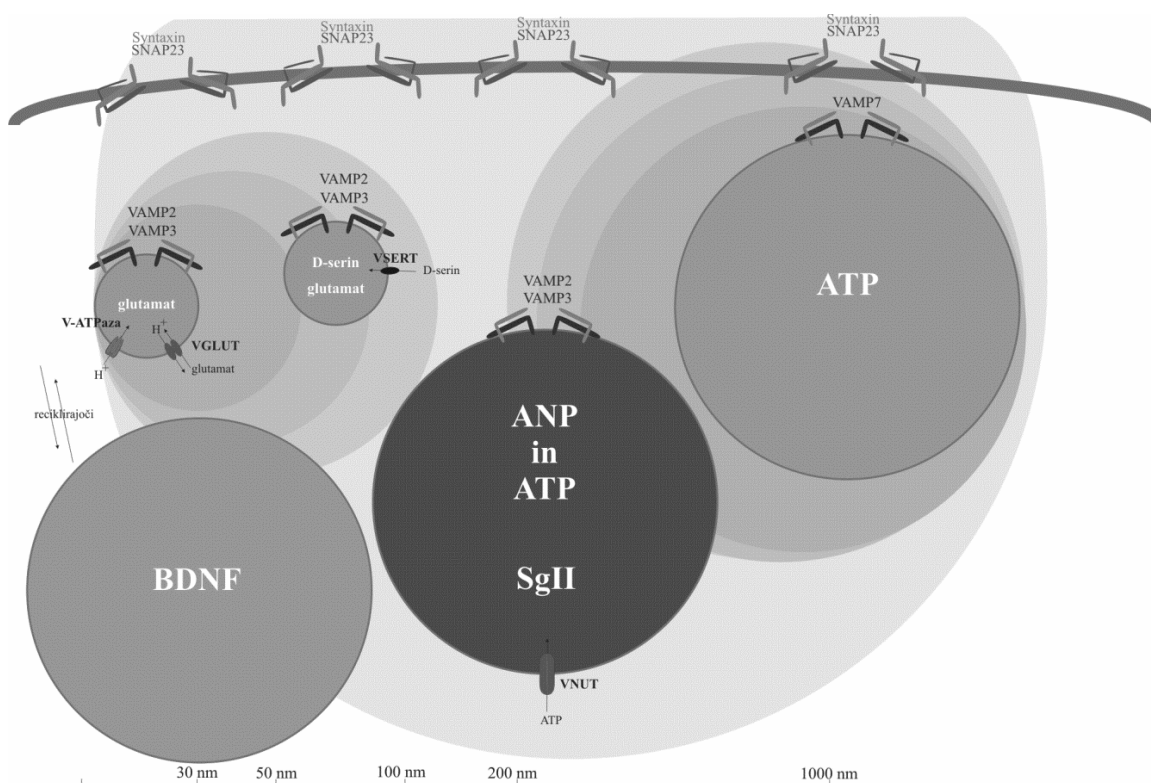 Syntaxin
SNAP23
Syntaxin
SNAP23
Syntaxin
SNAP23
Syntaxin
SNAP23
VAMP7
VAMP2
VAMP3
VAMP2
VAMP3
VSERT
D-serin
D-serin
glutamat
glutamat
V-ATPaza
H+
H+
VGLUT
glutamat
VAMP2
VAMP3
ATP
reciklirajoči
ANP
in
ATP
SgII
BDNF
VNUT
ATP
30 nm 50 nm 100 nm 200 nm 1000 nm